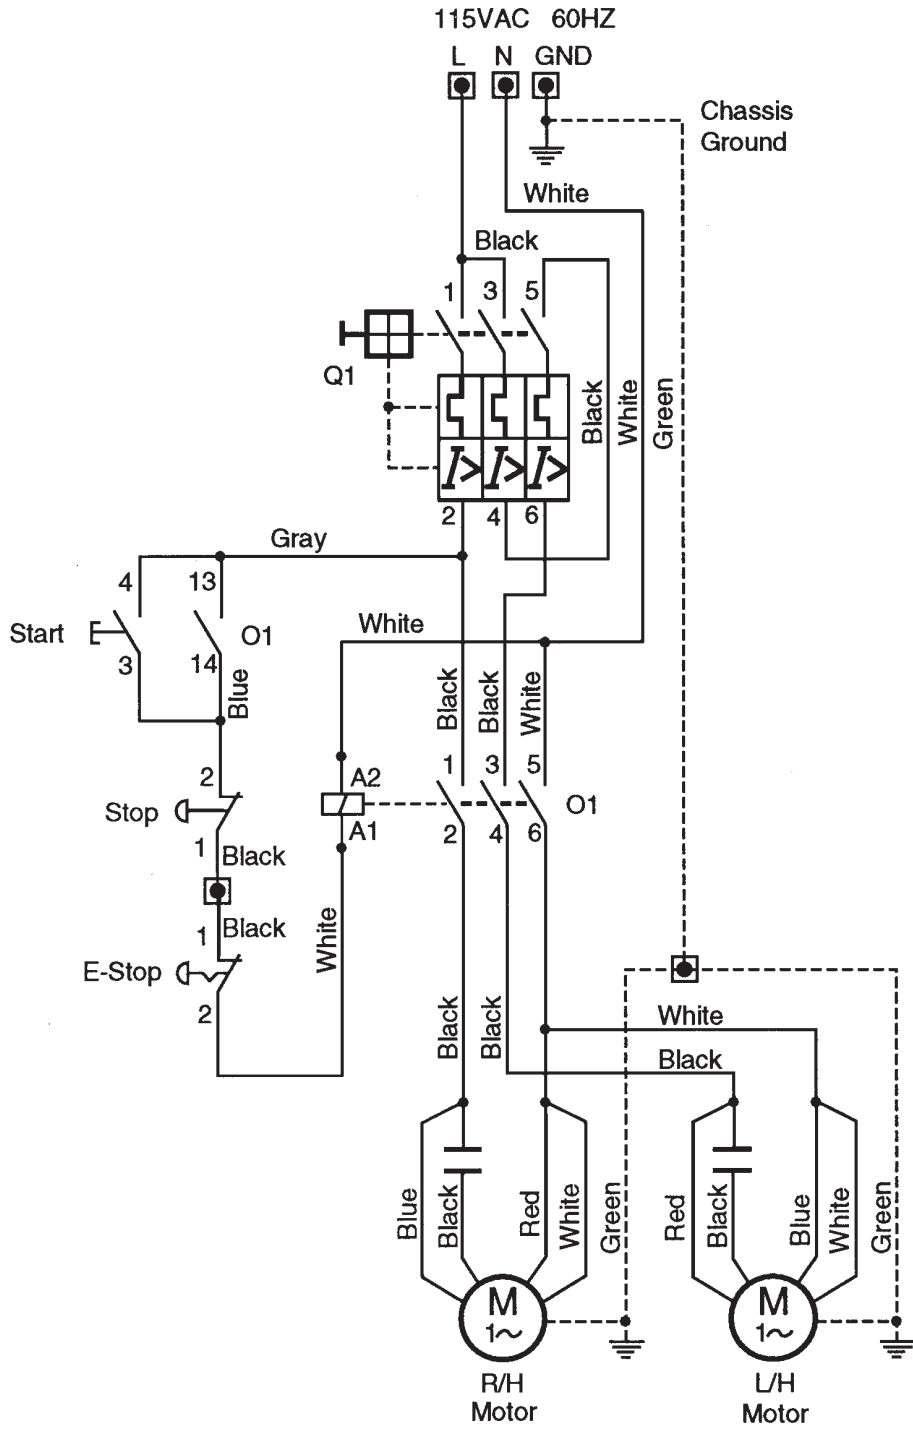 115VAC 60HZ
L N GND
Chassis
Ground
White
Black
1 3 5
Q1
Black
White
Green
2 4 6
Gray
4 13
Start
O1
3 14
Blue
White
Black
Black
White
2
A2
1 3 5
Stop
O1
A1
2 4 6
1
Black
1
Black
White
E-Stop
2
Black
Black
White
Black
Blue
Black
Red
White
Green
Red
Black
Blue
White
Green
M
1~
M
1~
R/H
Motor
L/H
Motor